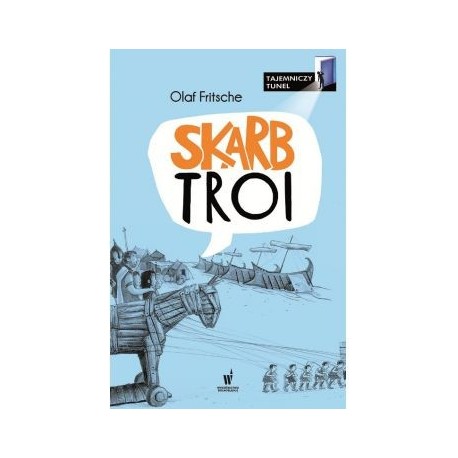 TAJEMNICZY
TUNEL
Olaf Fritsche
SKARB
TROI
W